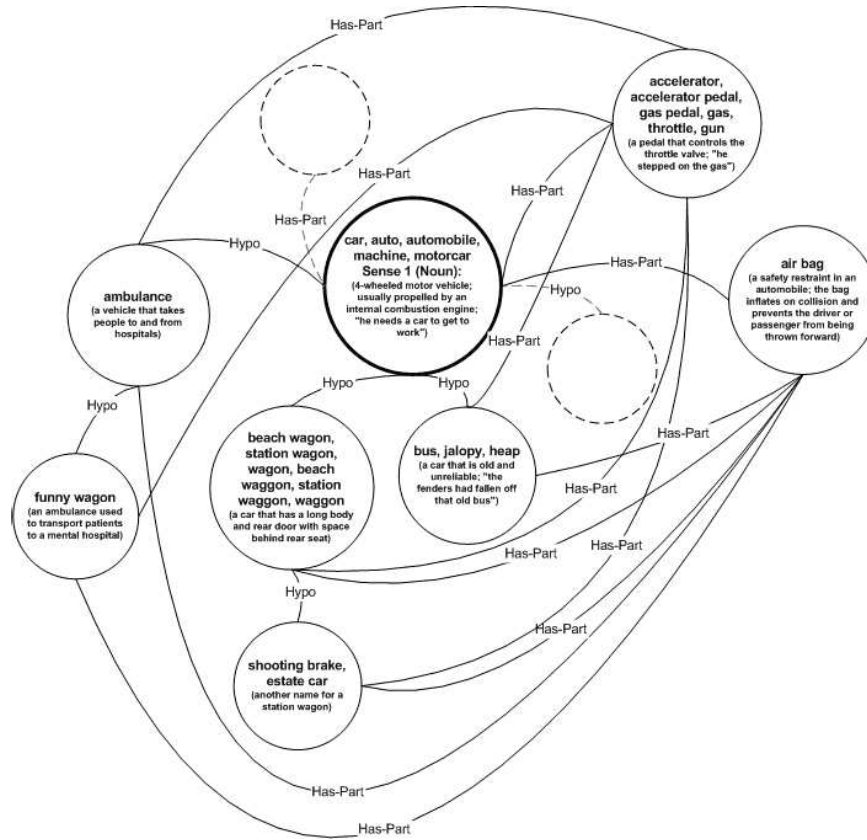 Has-Part
accelerator,
accelerator pedal,
gas pedal, gas,
throttle, gun
(a pedal that controls the
throttle valve; "he
stepped on the gas")
Has-Part
Has-Part
Has-Part
Hypo
car, auto, automobile,
machine, motorcar
Sense 1 (Noun):
(4-wheeled motor vehicle;
usually propelled by an
internal combustion engine;
"he needs a car to get to
work")
Has-Part
Hypo
air bag
(a safety restraint in an
automobile; the bag
inflates on collision and
prevents the driver or
passenger from being
thrown forward)
ambulance
(a vehicle that takes
people to and from
hospitals)
Has-Part
Hypo
Hypo
Hypo
beach wagon,
station wagon,
wagon, beach
waggon, station
waggon, waggon
(a car that has a long body
and rear door with space
behind rear seat)
bus, jalopy, heap
(a car that is old and
unreliable; "the
fenders had fallen off
that old bus")
Has-Part
funny wagon
(an ambulance used
to transport patients
to a mental hospital)
Has-Part
Has-Part
Has-Part
Hypo
Has-Part
shooting brake,
estate car
(another name for a
station wagon)
Has-Part
Has-Part